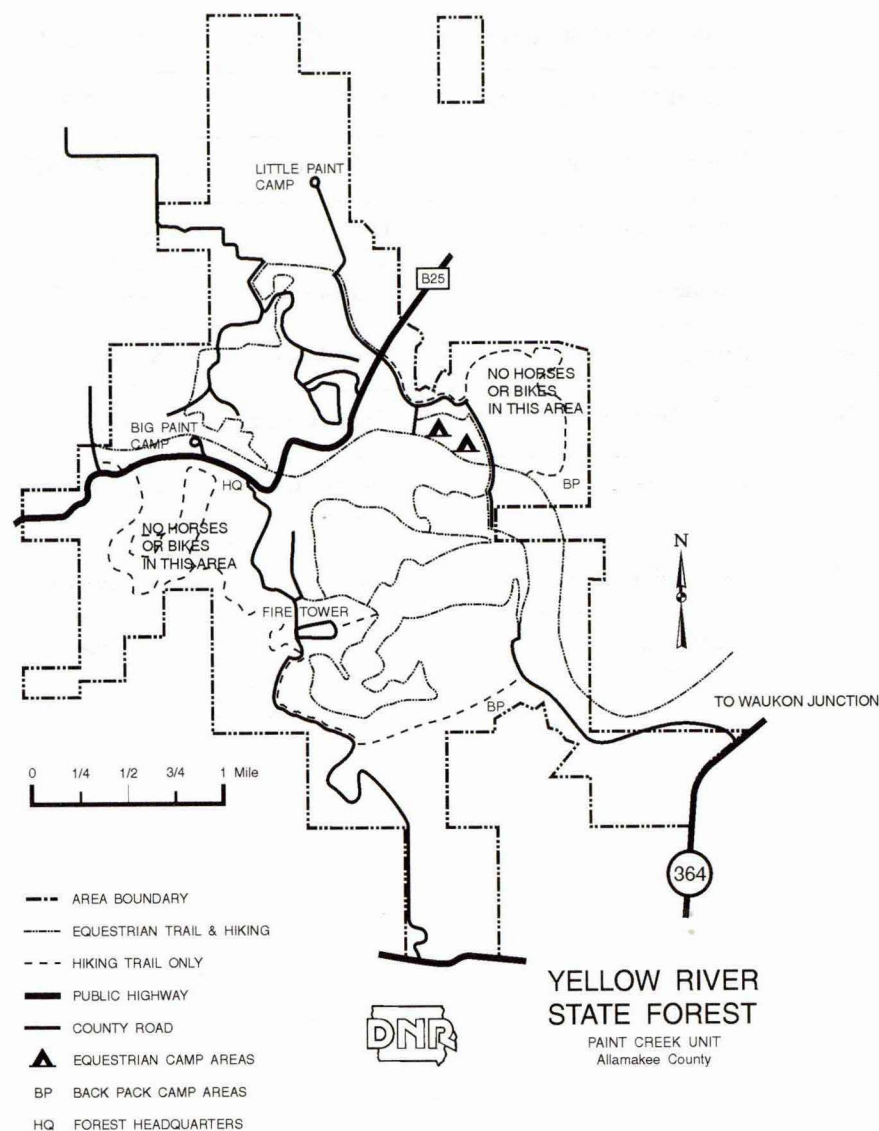 LITTLE PAINT
CAMP
B25
NO HORSES
OR BIKES
IN THIS AREA
BIG PAINT
CAMP
HQ
BP
NO HORSES
OR BIKES
IN THIS AREA
N
FIRE TOWER
TO WAUKON JUNCTION
BP
0 1/4 1/2 3/4 1 Mile
364
AREA BOUNDARY
EQUESTRIAN TRAIL & HIKING
HIKING TRAIL ONLY
PUBLIC HIGHWAY
COUNTY ROAD
EQUESTRIAN CAMP AREAS
BP BACK PACK CAMP AREAS
HQ FOREST HEADQUARTERS
DNR
YELLOW RIVER
STATE FOREST
PAINT CREEK UNIT
Allamakee County